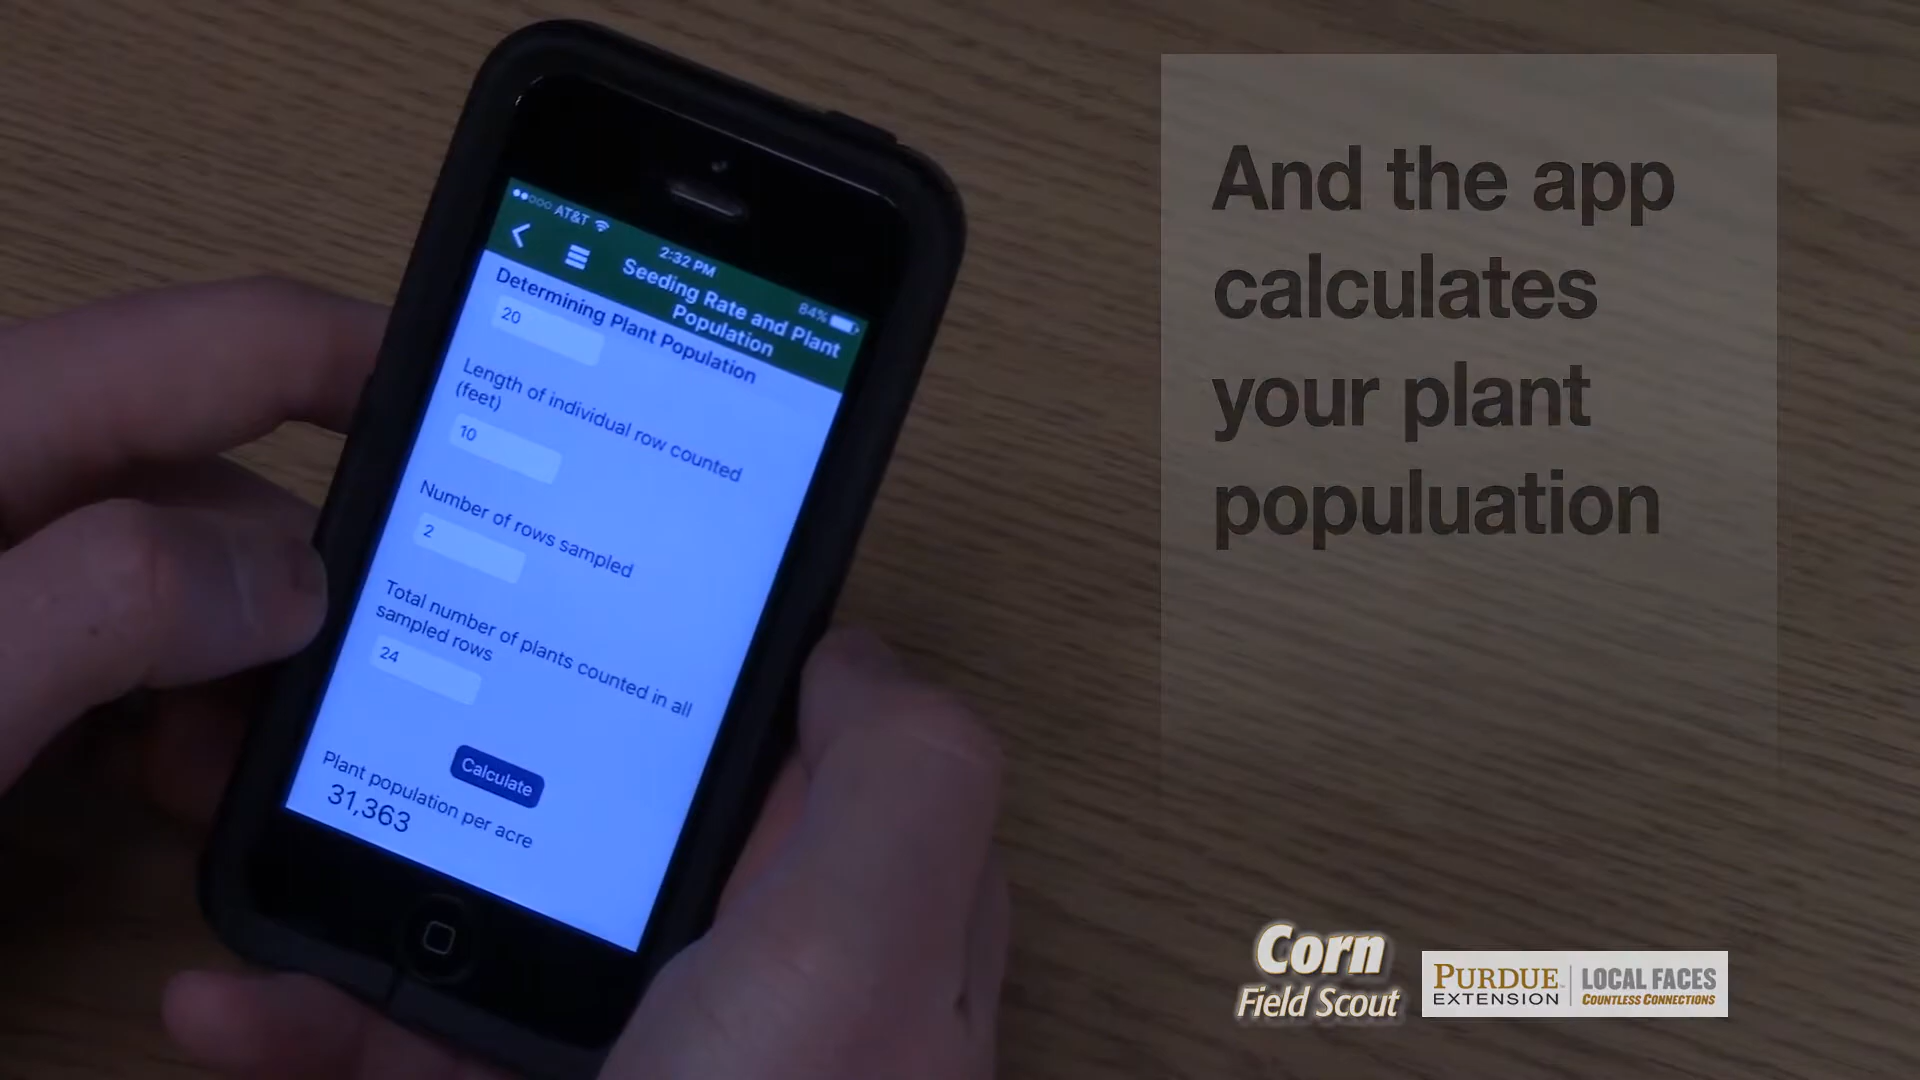 AT&T
2:32 PM
84%
Seeding Rate and Plant
Population
Determining Plant Population
20
Length of individual row counted
(feet)
10
Number of rows sampled
2
Total number of plants counted in all
sampled rows
24
Calculate
Plant population per acre
31,363
And the app
calculates
your plant
populuation
Corn
Field Scout
PURDUE
EXTENSION
LOCAL FACES
COUNTLESS CONNECTIONS